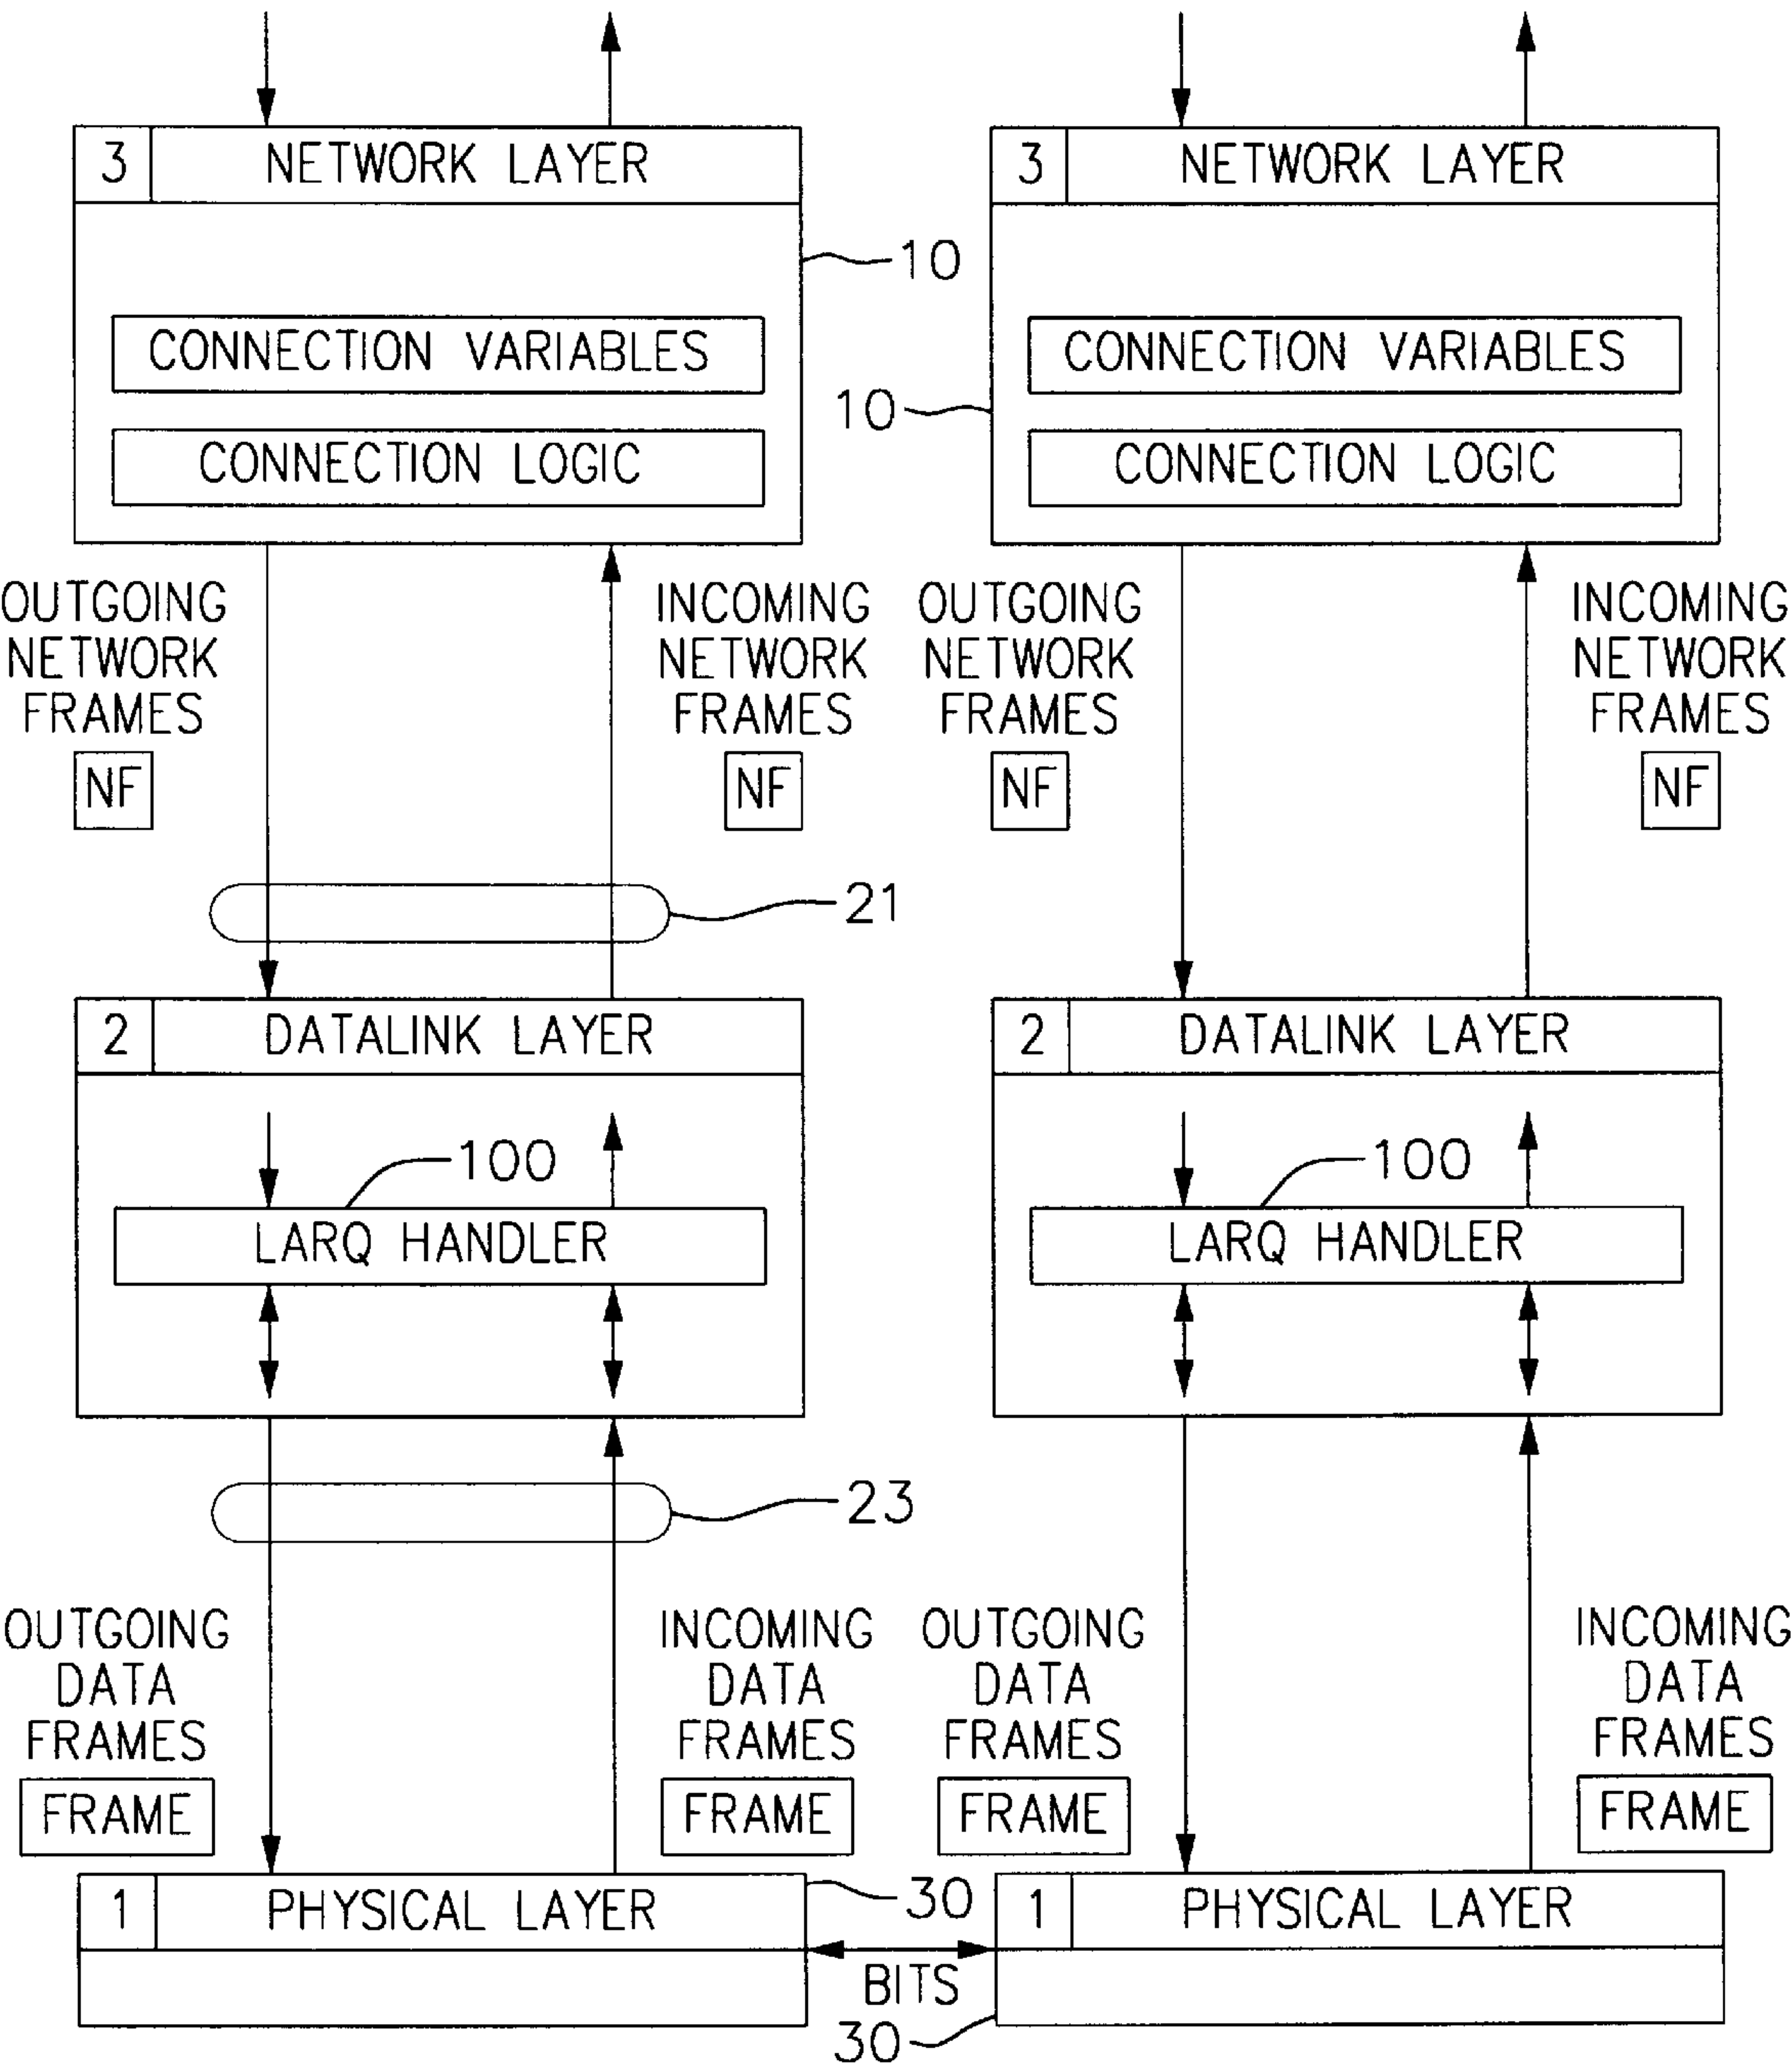 3 NETWORK LAYER
3 NETWORK LAYER
10
CONNECTION VARIABLES
CONNECTION VARIABLES
10
CONNECTION LOGIC
CONNECTION LOGIC
OUTGOING
NETWORK
FRAMES
NF
INCOMING
NETWORK
FRAMES
NF
OUTGOING
NETWORK
FRAMES
NF
INCOMING
NETWORK
FRAMES
NF
21
2 DATALINK LAYER
2 DATALINK LAYER
100
100
LARQ HANDLER
LARQ HANDLER
23
OUTGOING
DATA
FRAMES
FRAME
INCOMING
DATA
FRAMES
FRAME
OUTGOING
DATA
FRAMES
FRAME
INCOMING
DATA
FRAMES
FRAME
1 PHYSICAL LAYER
30
1 PHYSICAL LAYER
BITS
30